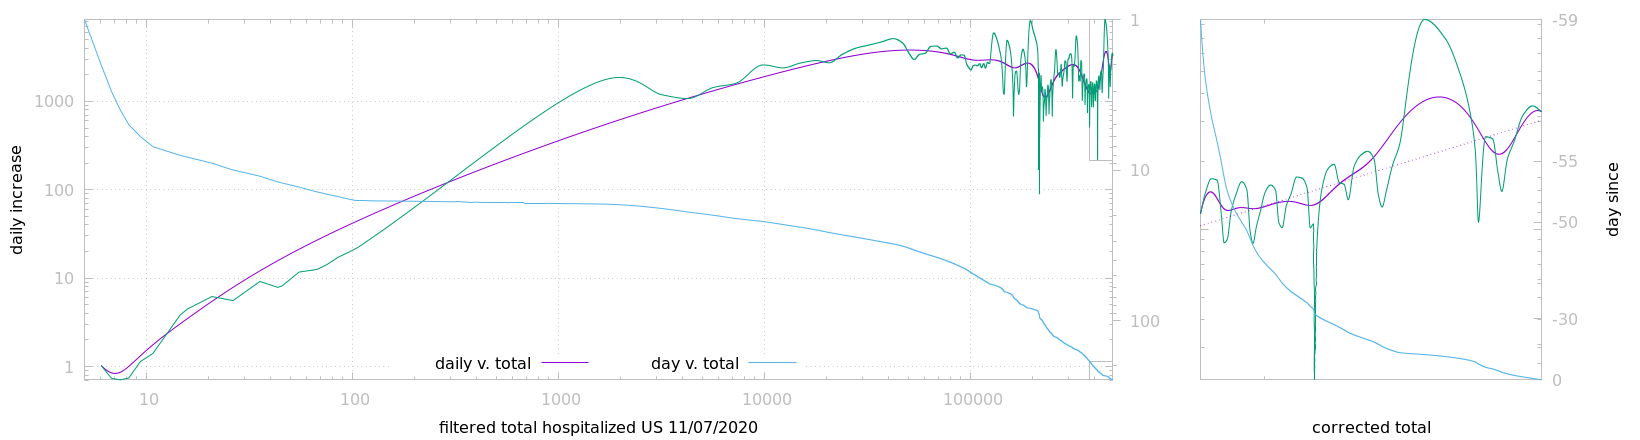 1
-59
1000
daily increase
-55
100
10
day since
-50
10
100
-30
daily v. total
day v. total
1
0
10
100
1000
10000
100000
filtered total hospitalized US 11/07/2020
corrected total